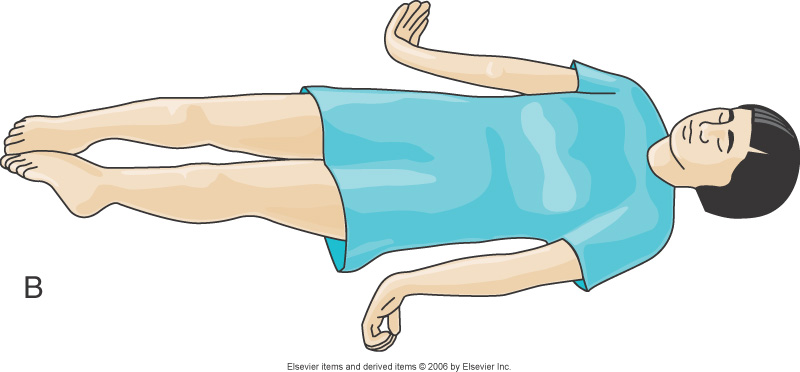 B
Elsevier items and derived items © 2006 by Elsevier Inc.